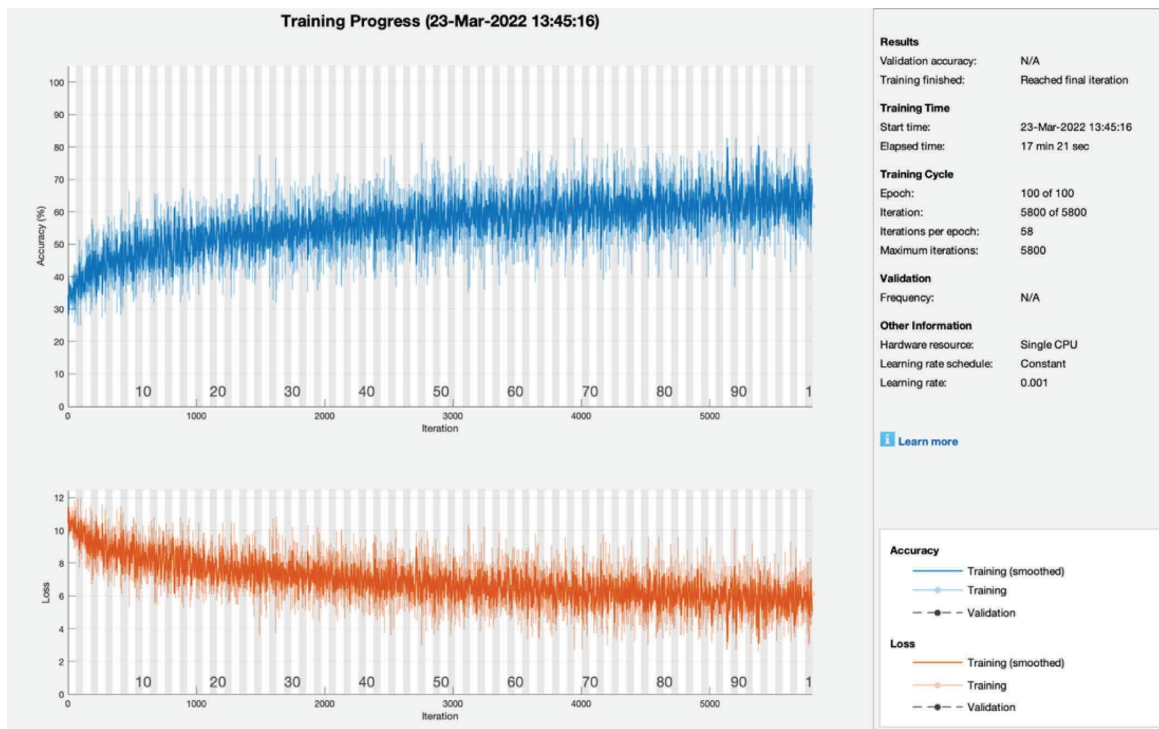 Training Progress (23-Mar-2022 13:45:16)
100
90
80
70
60
50
40
30
20
10
0
Accuracy (%)
10 20 30 40 50 60 70 80 90 1
0 1000 2000 3000 4000 5000
Iteration
12
10
8
6
4
2
0
Loss
10 20 30 40 50 60 70 80 90 1
0 1000 2000 3000 4000 5000
Iteration
Results
Validation accuracy: N/A
Training finished: Reached final iteration
Training Time
Start time: 23-Mar-2022 13:45:16
Elapsed time: 17 min 21 sec
Training Cycle
Epoch: 100 of 100
Iteration: 5800 of 5800
Iterations per epoch: 58
Maximum iterations: 5800
Validation
Frequency: N/A
Other Information
Hardware resource: Single CPU
Learning rate schedule: Constant
Learning rate: 0.001
i Learn more
Accuracy
Training (smoothed)
Training
Validation
Loss
Training (smoothed)
Training
Validation